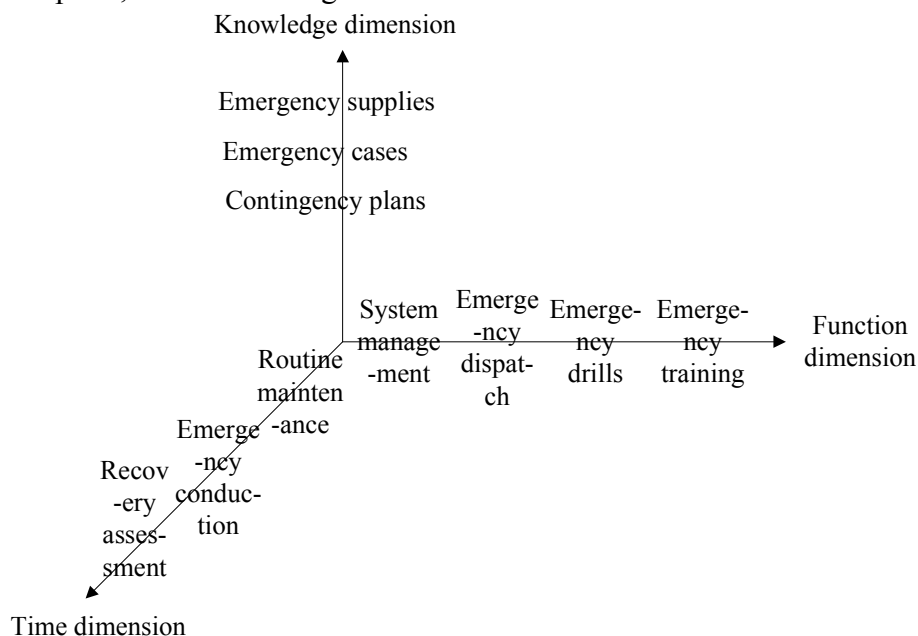 Knowledge dimension
Emergency supplies
Emergency cases
Contingency plans
System
manage
-ment
Emerge
-ncy
dispat-
ch
Emerge-
ncy
drills
Emerge-
ncy
training
Function
dimension
Routine
mainten
-ance
Emerge
-ncy
conduc-
tion
Recov
-ery
asses-
sment
Time dimension